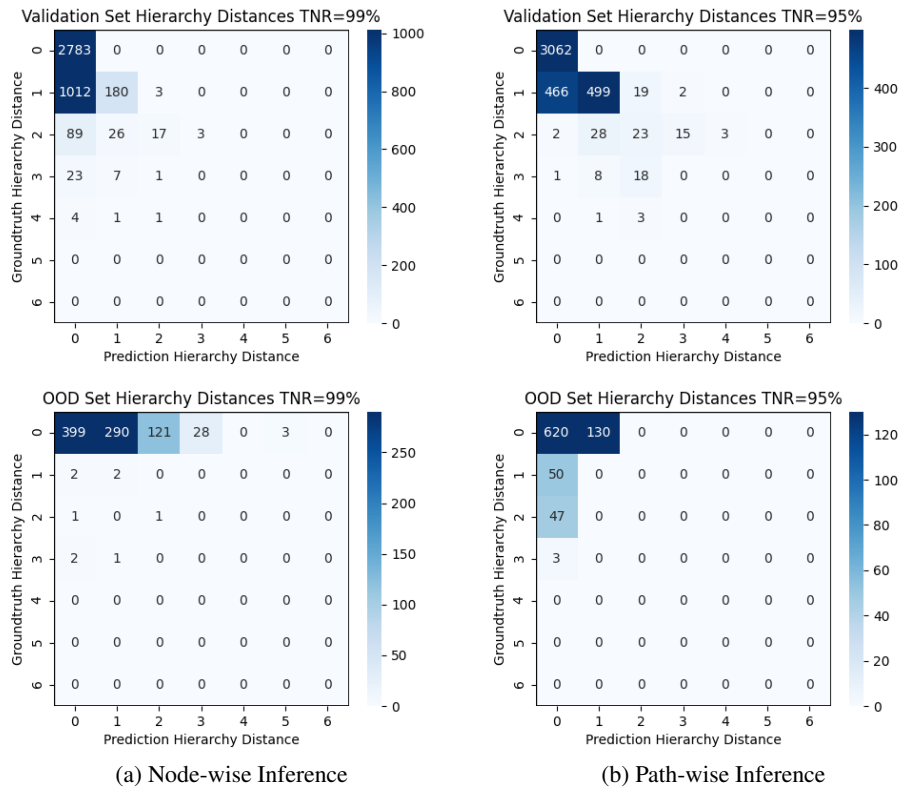 Validation Set Hierarchy Distances TNR=99%
0 2783 0 0 0 0 0 0
1 1012 180 3 0 0 0 0
2 89 26 17 3 0 0 0
3 23 7 1 0 0 0 0
4 4 1 1 0 0 0 0
5 0 0 0 0 0 0 0
6 0 0 0 0 0 0 0
0 1 2 3 4 5 6
Groundtruth Hierarchy Distance
Prediction Hierarchy Distance
1000
800
600
400
200
0
Validation Set Hierarchy Distances TNR=95%
0 3062 0 0 0 0 0 0
1 466 499 19 2 0 0 0
2 2 28 23 15 3 0 0
3 1 8 18 0 0 0 0
4 0 1 3 0 0 0 0
5 0 0 0 0 0 0 0
6 0 0 0 0 0 0 0
0 1 2 3 4 5 6
Groundtruth Hierarchy Distance
Prediction Hierarchy Distance
400
300
200
100
0
OOD Set Hierarchy Distances TNR=99%
0 399 290 121 28 0 3 0
1 2 2 0 0 0 0 0
2 1 0 1 0 0 0 0
3 2 1 0 0 0 0 0
4 0 0 0 0 0 0 0
5 0 0 0 0 0 0 0
6 0 0 0 0 0 0 0
0 1 2 3 4 5 6
Groundtruth Hierarchy Distance
Prediction Hierarchy Distance
250
200
150
100
50
0
OOD Set Hierarchy Distances TNR=95%
0 620 130 0 0 0 0 0
1 50 0 0 0 0 0 0
2 47 0 0 0 0 0 0
3 3 0 0 0 0 0 0
4 0 0 0 0 0 0 0
5 0 0 0 0 0 0 0
6 0 0 0 0 0 0 0
0 1 2 3 4 5 6
Groundtruth Hierarchy Distance
Prediction Hierarchy Distance
120
100
80
60
40
20
0
(a) Node-wise Inference
(b) Path-wise Inference